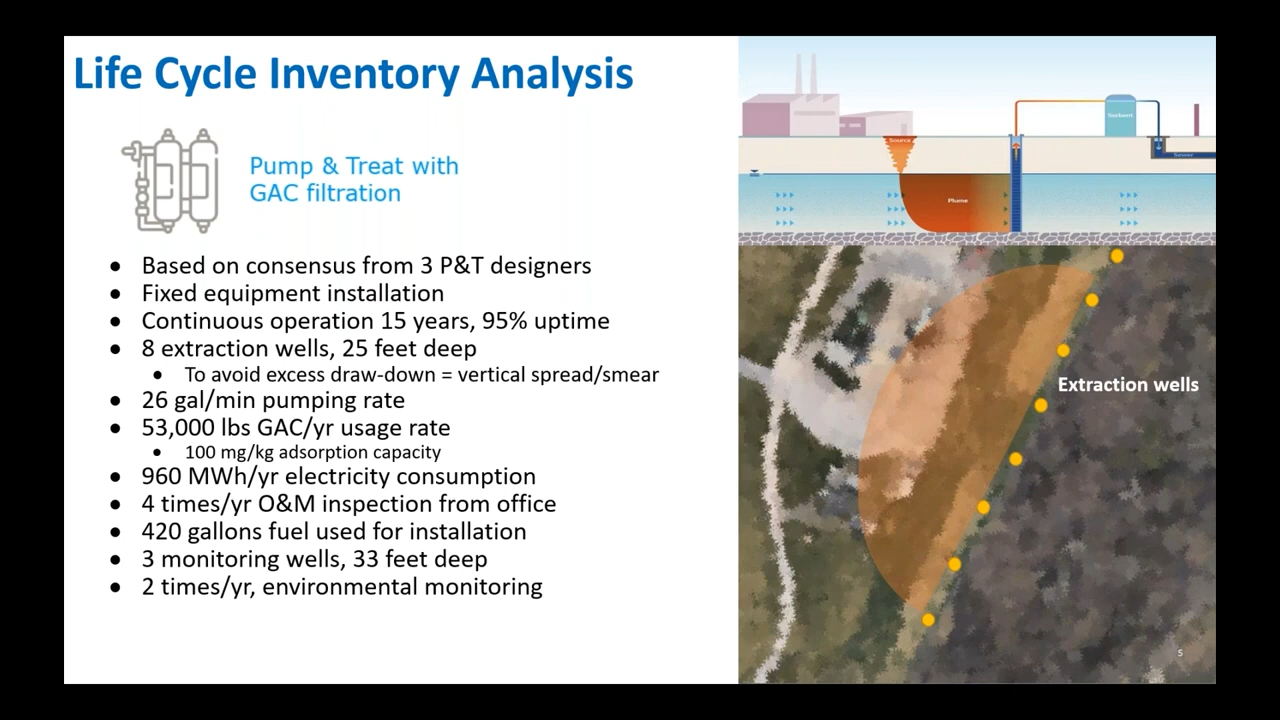 Life Cycle Inventory Analysis
Pump & Treat with
GAC filtration
• Based on consensus from 3 P&T designers
• Fixed equipment installation
• Continuous operation 15 years, 95% uptime
• 8 extraction wells, 25 feet deep
• To avoid excess draw-down = vertical spread/smear
• 26 gal/min pumping rate
• 53,000 lbs GAC/yr usage rate
• 100 mg/kg adsorption capacity
• 960 MWh/yr electricity consumption
• 4 times/yr O&M inspection from office
• 420 gallons fuel used for installation
• 3 monitoring wells, 33 feet deep
• 2 times/yr, environmental monitoring
Source
Sorbent
Sewer
Plume
Extraction wells
5